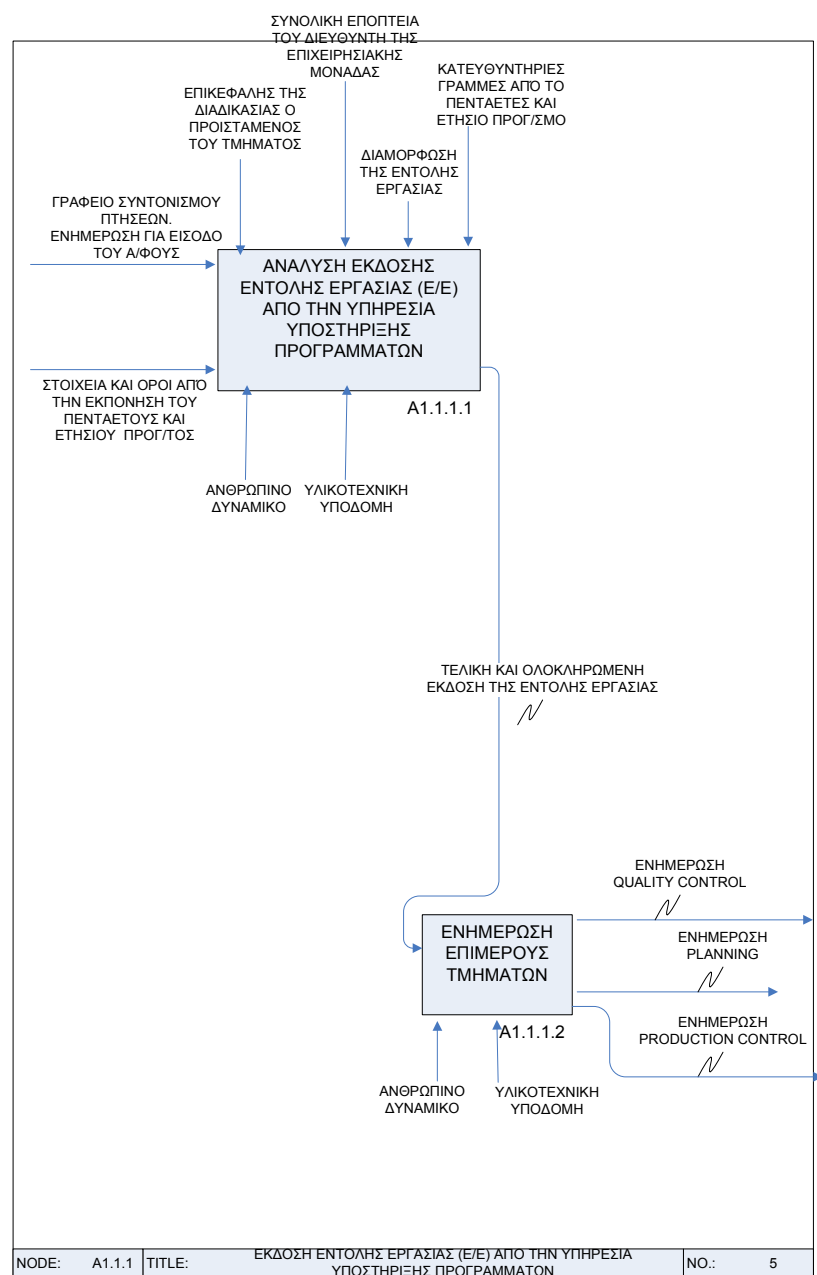 ΣΥΝΟΛΙΚΗ ΕΠΟΠΤΕΙΑ
ΤΟΥ ΔΙΕΥΘΥΝΤΗ ΤΗΣ
ΕΠΙΧΕΙΡΗΣΙΑΚΗΣ
ΜΟΝΑΔΑΣ
ΚΑΤΕΥΘΥΝΤΗΡΙΕΣ
ΓΡΑΜΜΕΣ ΑΠΌ ΤΟ
ΠΕΝΤΑΕΤΕΣ ΚΑΙ
ΕΤΗΣΙΟ ΠΡΟΓ/ΣΜΟ
ΕΠΙΚΕΦΑΛΗΣ ΤΗΣ
ΔΙΑΔΙΚΑΣΙΑΣ Ο
ΠΡΟΙΣΤΑΜΕΝΟΣ
ΤΟΥ ΤΜΗΜΑΤΟΣ
ΔΙΑΜΟΡΦΩΣΗ
ΤΗΣ ΕΝΤΟΛΗΣ
ΕΡΓΑΣΙΑΣ
ΓΡΑΦΕΙΟ ΣΥΝΤΟΝΙΣΜΟΥ
ΠΤΗΣΕΩΝ.
ΕΝΗΜΕΡΩΣΗ ΓΙΑ ΕΙΣΟΔΟ
ΤΟΥ Α/ΦΟΥΣ
ΑΝΑΛΥΣΗ ΕΚΔΟΣΗΣ
ΕΝΤΟΛΗΣ ΕΡΓΑΣΙΑΣ (Ε/Ε)
ΑΠΟ ΤΗΝ ΥΠΗΡΕΣΙΑ
ΥΠΟΣΤΗΡΙΞΗΣ
ΠΡΟΓΡΑΜΜΑΤΩΝ
A1.1.1.1
ΣΤΟΙΧΕΙΑ ΚΑΙ ΟΡΟΙ ΑΠΌ
ΤΗΝ ΕΚΠΟΝΗΣΗ ΤΟΥ
ΠΕΝΤΑΕΤΟΥΣ ΚΑΙ
ΕΤΗΣΙΟΥ ΠΡΟΓ/ΤΟΣ
ΑΝΘΡΩΠΙΝΟ
ΔΥΝΑΜΙΚΟ
ΥΛΙΚΟΤΕΧΝΙΚΗ
ΥΠΟΔΟΜΗ
ΤΕΛΙΚΗ ΚΑΙ ΟΛΟΚΛΗΡΩΜΕΝΗ
ΕΚΔΟΣΗ ΤΗΣ ΕΝΤΟΛΗΣ ΕΡΓΑΣΙΑΣ
ΕΝΗΜΕΡΩΣΗ
QUALITY CONTROL
ΕΝΗΜΕΡΩΣΗ
ΕΠΙΜΕΡΟΥΣ
ΤΜΗΜΑΤΩΝ
A1.1.1.2
ΕΝΗΜΕΡΩΣΗ
PLANNING
ΕΝΗΜΕΡΩΣΗ
PRODUCTION CONTROL
ΑΝΘΡΩΠΙΝΟ
ΔΥΝΑΜΙΚΟ
ΥΛΙΚΟΤΕΧΝΙΚΗ
ΥΠΟΔΟΜΗ
NODE: A1.1.1 TITLE: ΕΚΔΟΣΗ ΕΝΤΟΛΗΣ ΕΡΓΑΣΙΑΣ (Ε/Ε) ΑΠΟ ΤΗΝ ΥΠΗΡΕΣΙΑ
ΥΠΟΣΤΗΡΙΞΗΣ ΠΡΟΓΡΑΜΜΑΤΩΝ NO.: 5